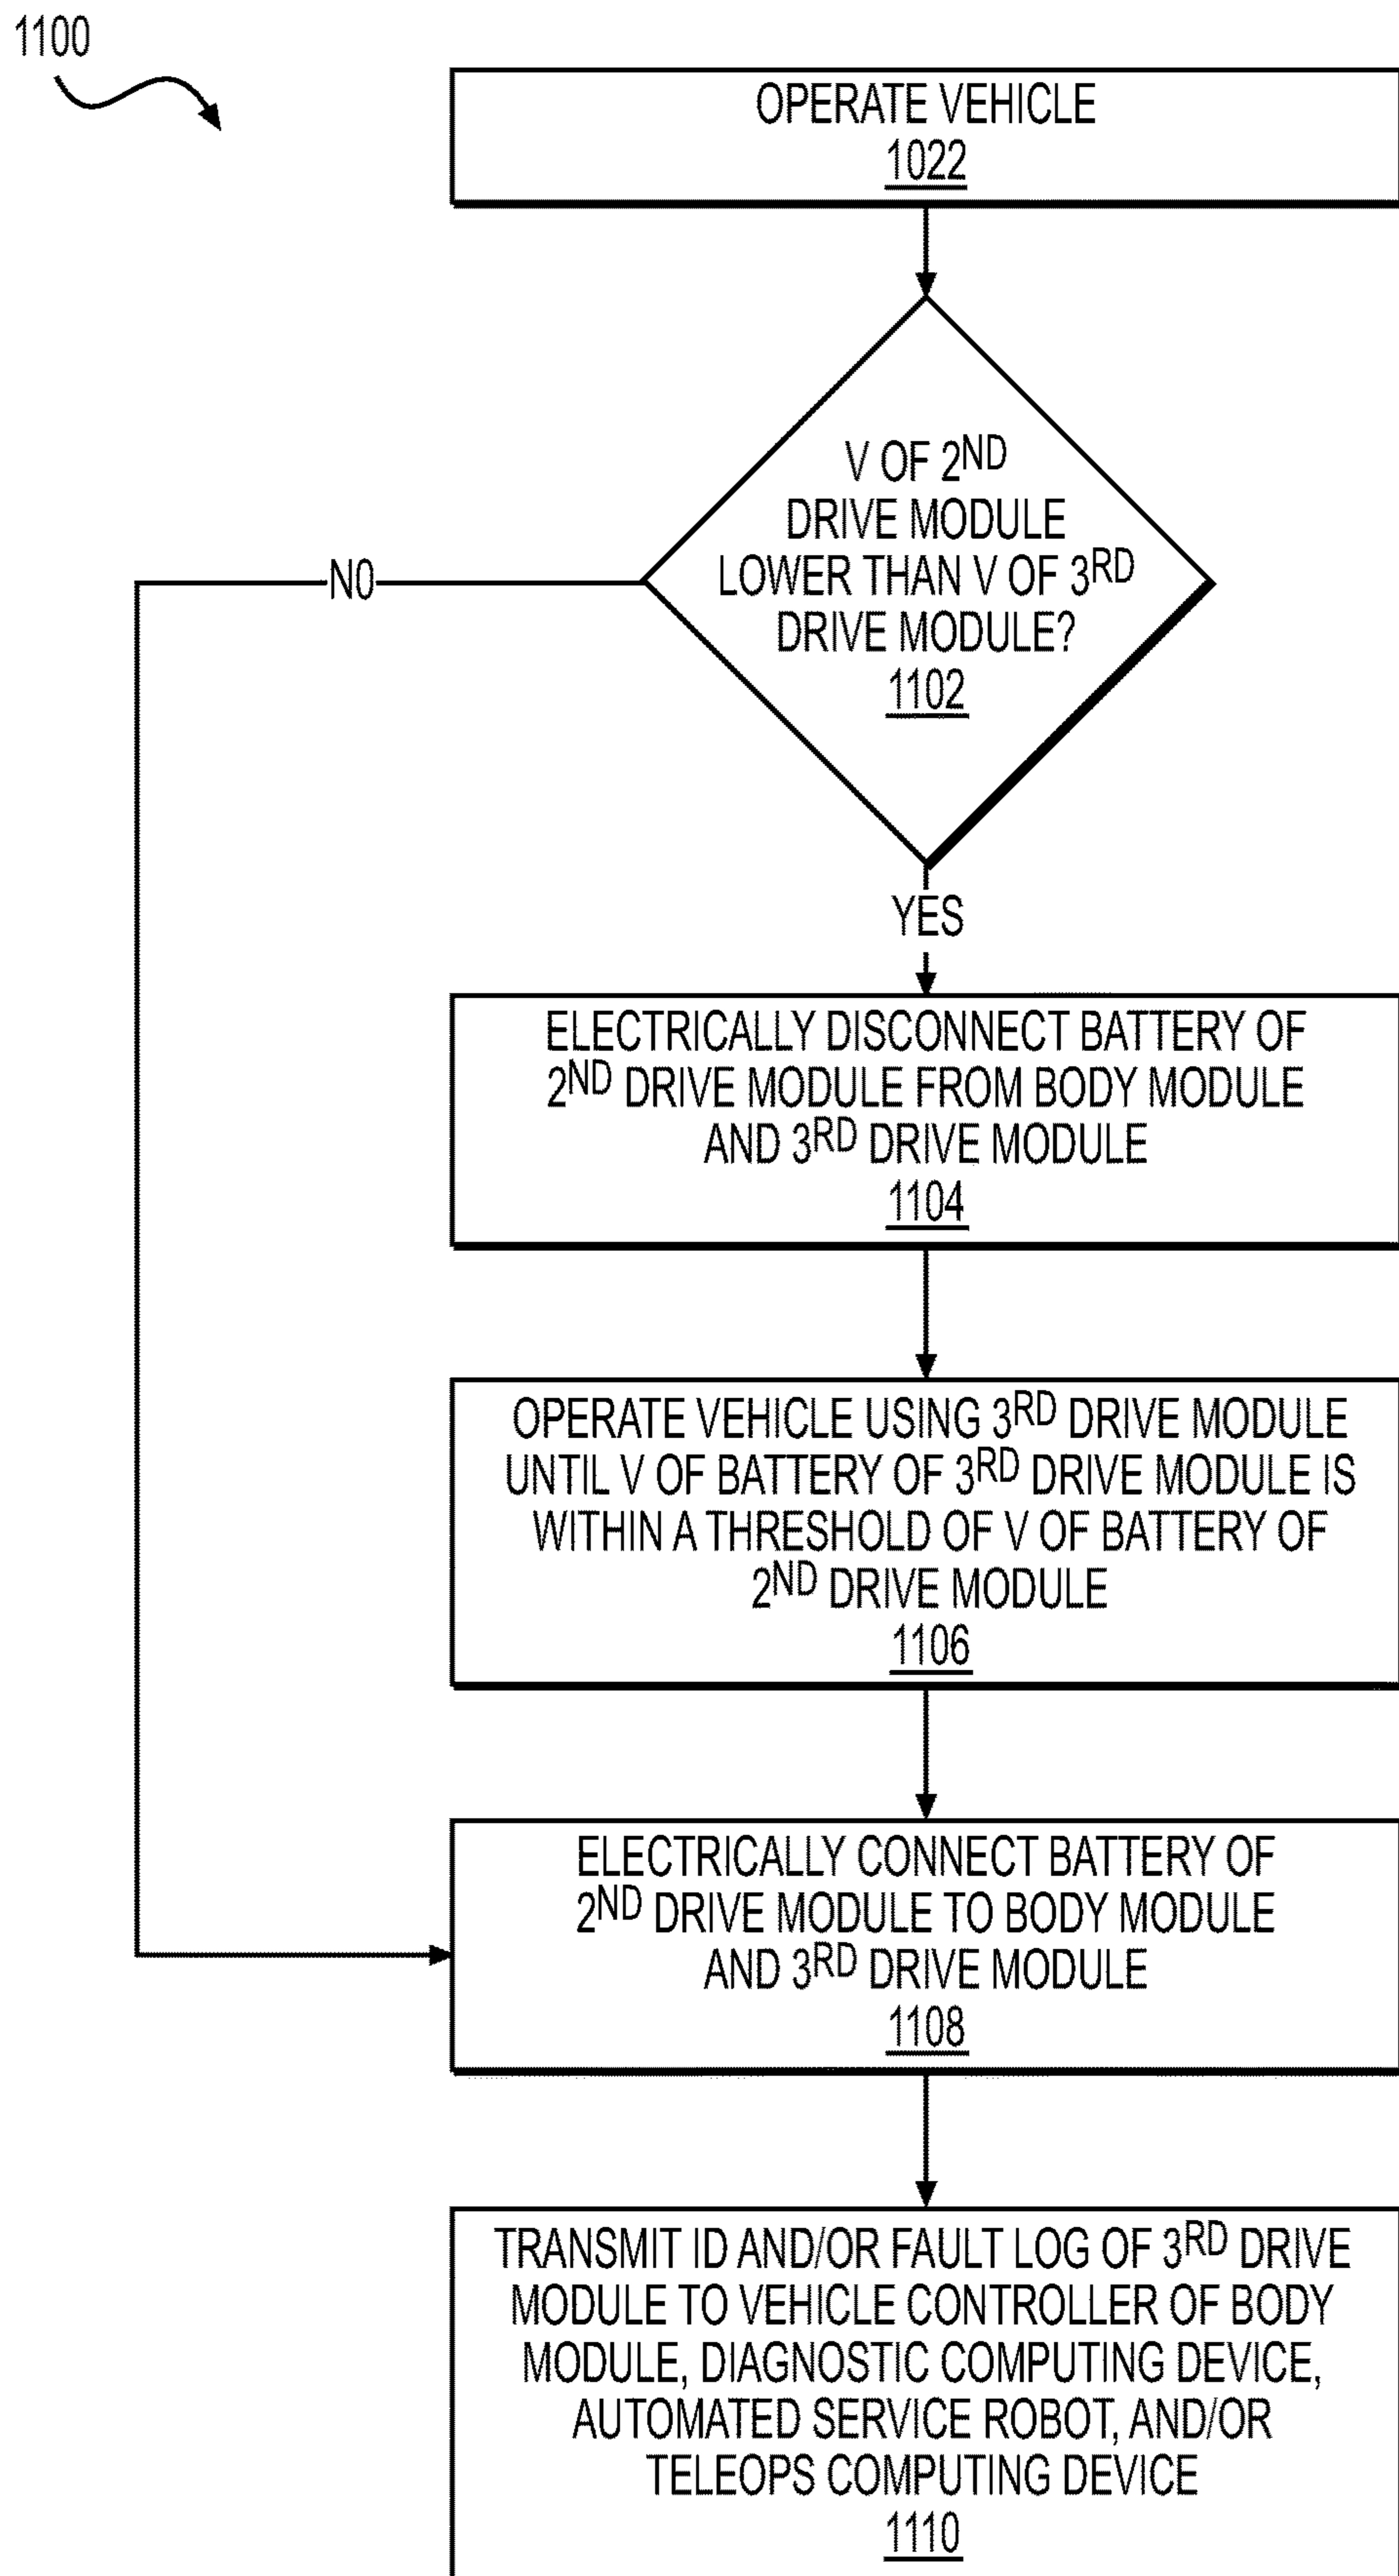 1100
OPERATE VEHICLE
1022
V OF 2ND
DRIVE MODULE
LOWER THAN V OF 3RD
DRIVE MODULE?
1102
NO
YES
ELECTRICALLY DISCONNECT BATTERY OF
2ND DRIVE MODULE FROM BODY MODULE
AND 3RD DRIVE MODULE
1104
OPERATE VEHICLE USING 3RD DRIVE MODULE
UNTIL V OF BATTERY OF 3RD DRIVE MODULE IS
WITHIN A THRESHOLD OF V OF BATTERY OF
2ND DRIVE MODULE
1106
ELECTRICALLY CONNECT BATTERY OF
2ND DRIVE MODULE TO BODY MODULE
AND 3RD DRIVE MODULE
1108
TRANSMIT ID AND/OR FAULT LOG OF 3RD DRIVE
MODULE TO VEHICLE CONTROLLER OF BODY
MODULE, DIAGNOSTIC COMPUTING DEVICE,
AUTOMATED SERVICE ROBOT, AND/OR
TELEOPS COMPUTING DEVICE
1110